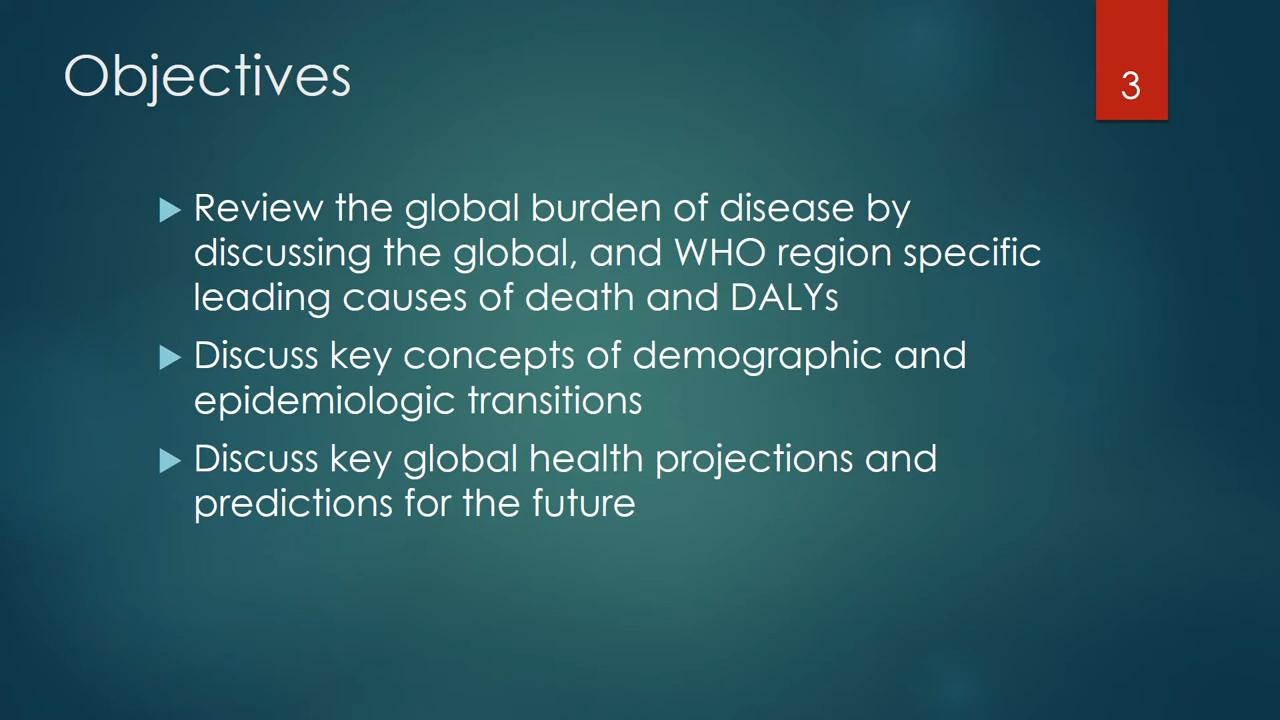 Objectives
3
Review the global burden of disease by
discussing the global, and WHO region specific
leading causes of death and DALYs
Discuss key concepts of demographic and
epidemiologic transitions
Discuss key global health projections and
predictions for the future